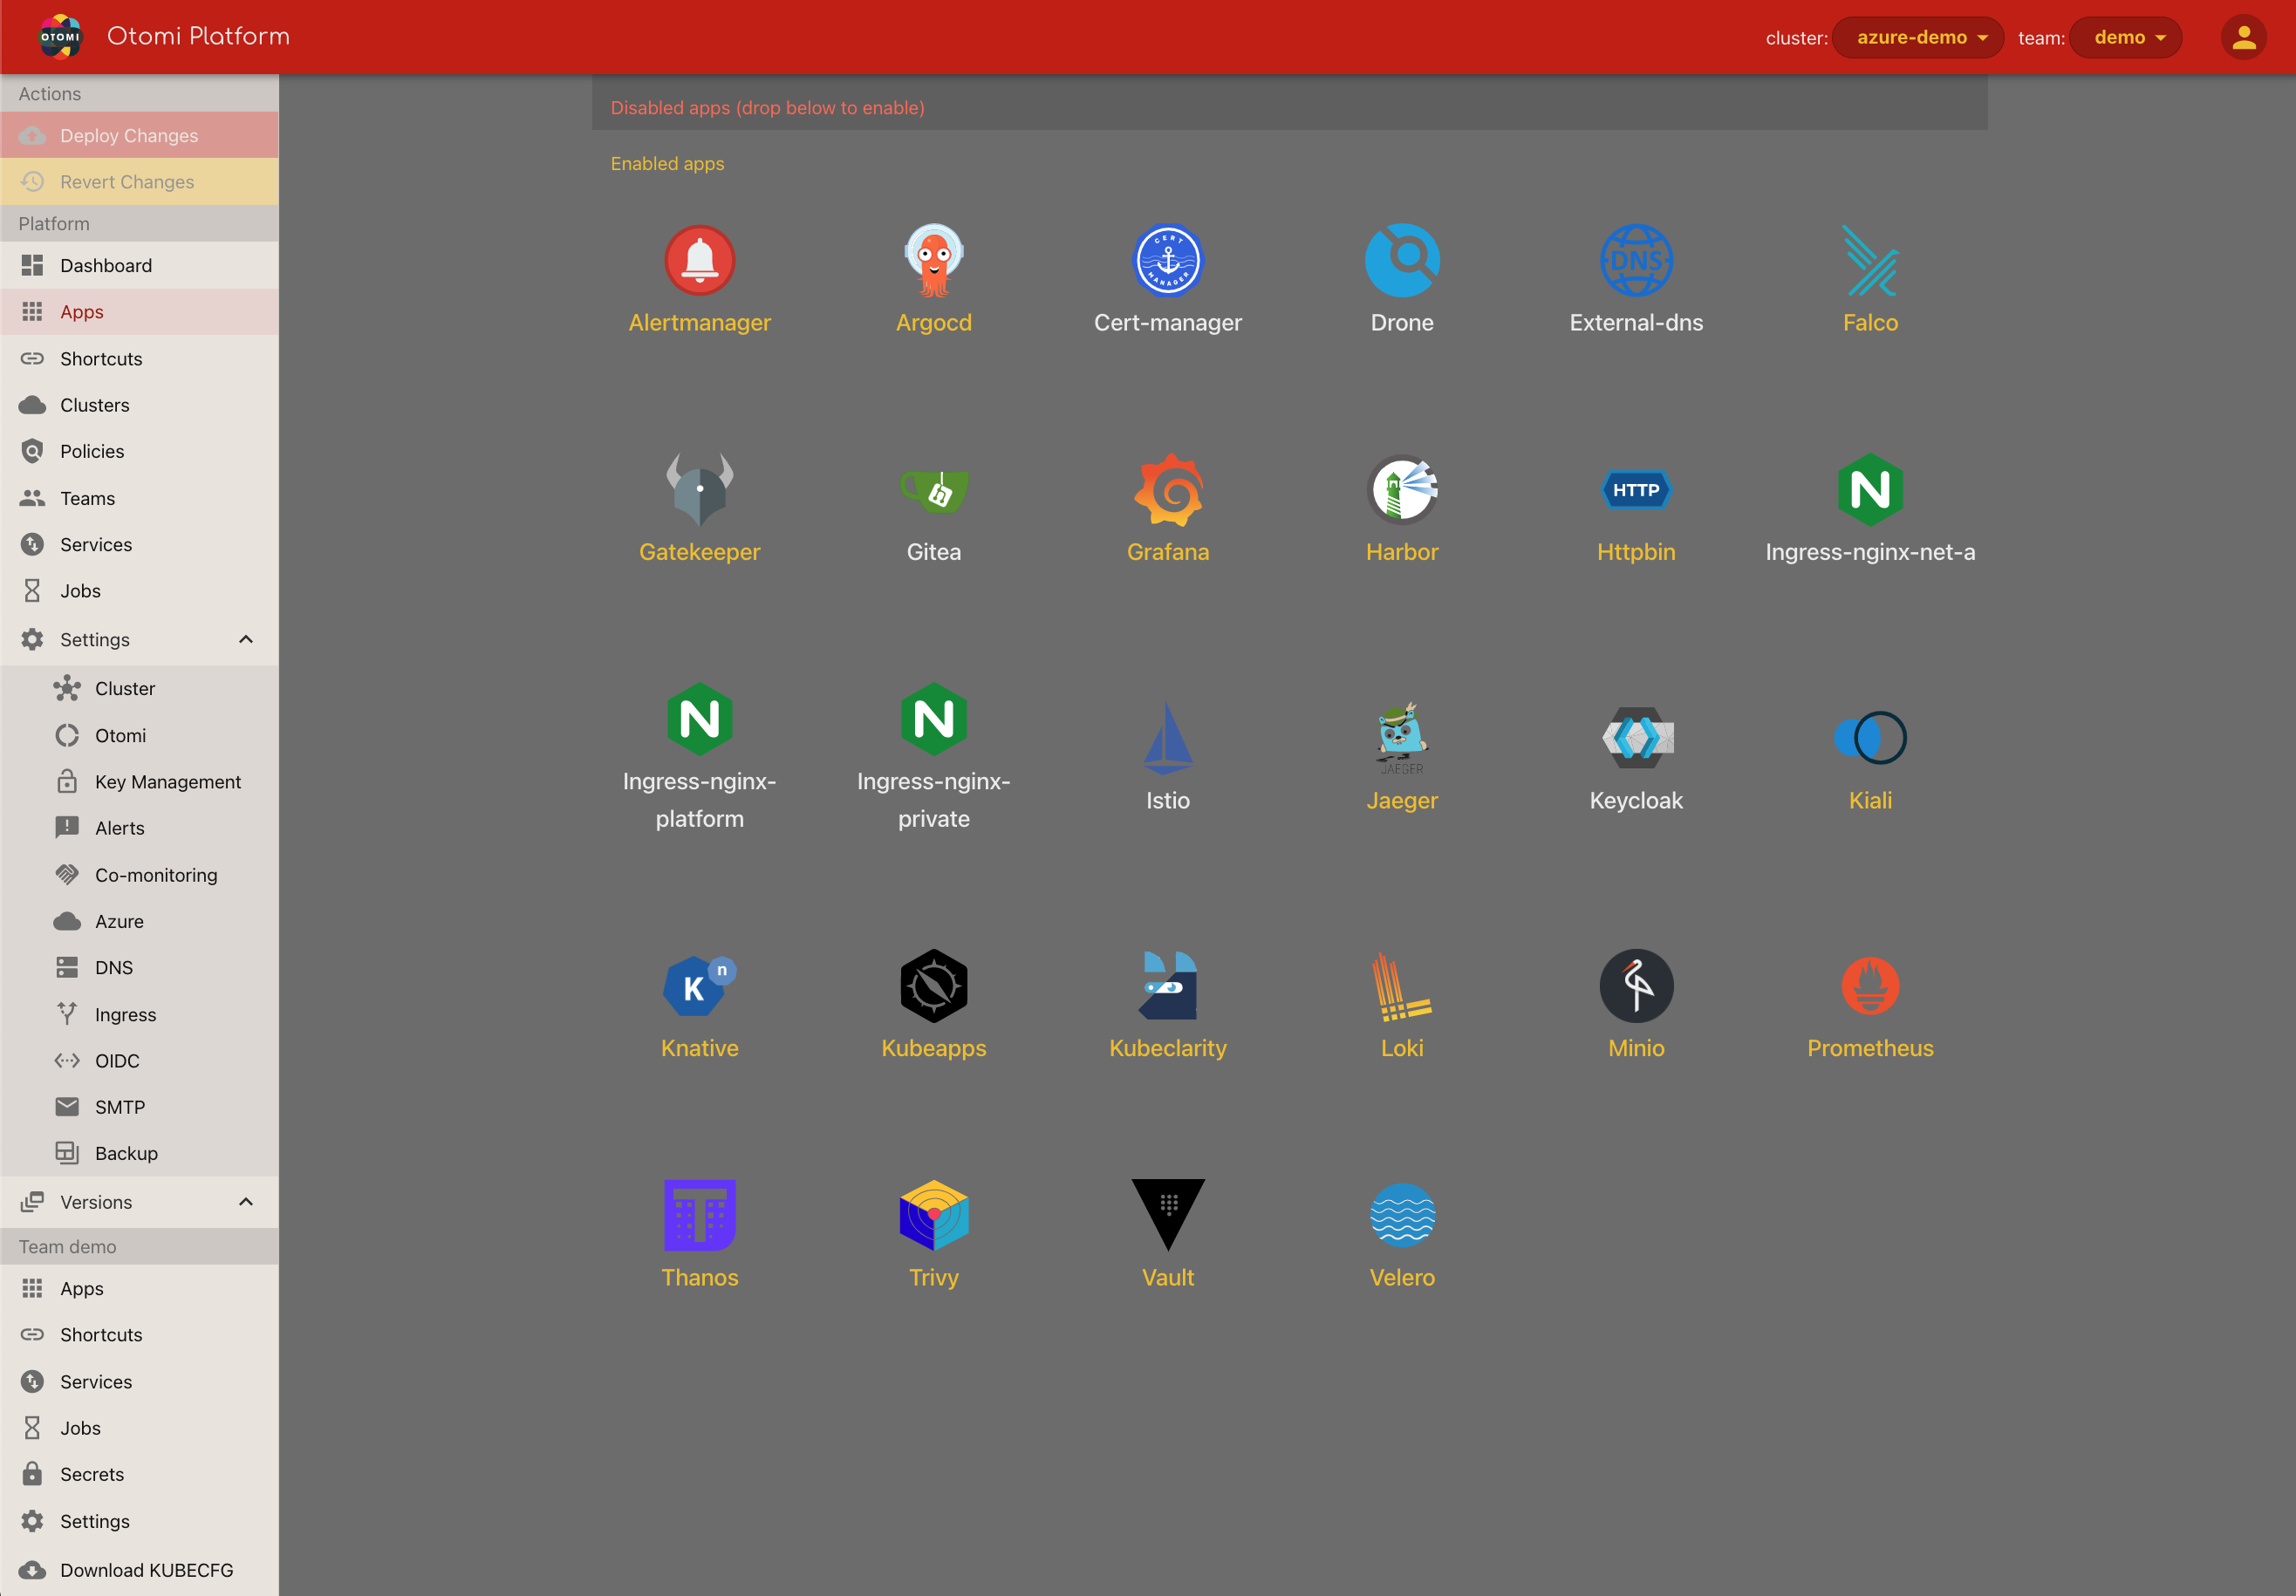 OTOMI Otomi Platform
cluster: azure-demo team: demo
Actions
Deploy Changes
Revert Changes
Platform
Dashboard
Apps
Shortcuts
Clusters
Policies
Teams
Services
Jobs
Settings
Cluster
Otomi
Key Management
Alerts
Co-monitoring
Azure
DNS
Ingress
OIDC
SMTP
Backup
Versions
Team demo
Apps
Shortcuts
Services
Jobs
Secrets
Settings
Download KUBECFG
Disabled apps (drop below to enable)
Enabled apps
CERT
MANAGER
DNS
Alertmanager
Argocd
Cert-manager
Drone
External-dns
Falco
HTTP
N
Gatekeeper
Gitea
Grafana
Harbor
Httpbin
Ingress-nginx-net-a
N
N
JAEGER
Ingress-nginx-
platform
Ingress-nginx-
private
Istio
Jaeger
Keycloak
Kiali
K n
Knative
Kubeapps
Kubeclarity
Loki
Minio
Prometheus
T
Thanos
Trivy
Vault
Velero